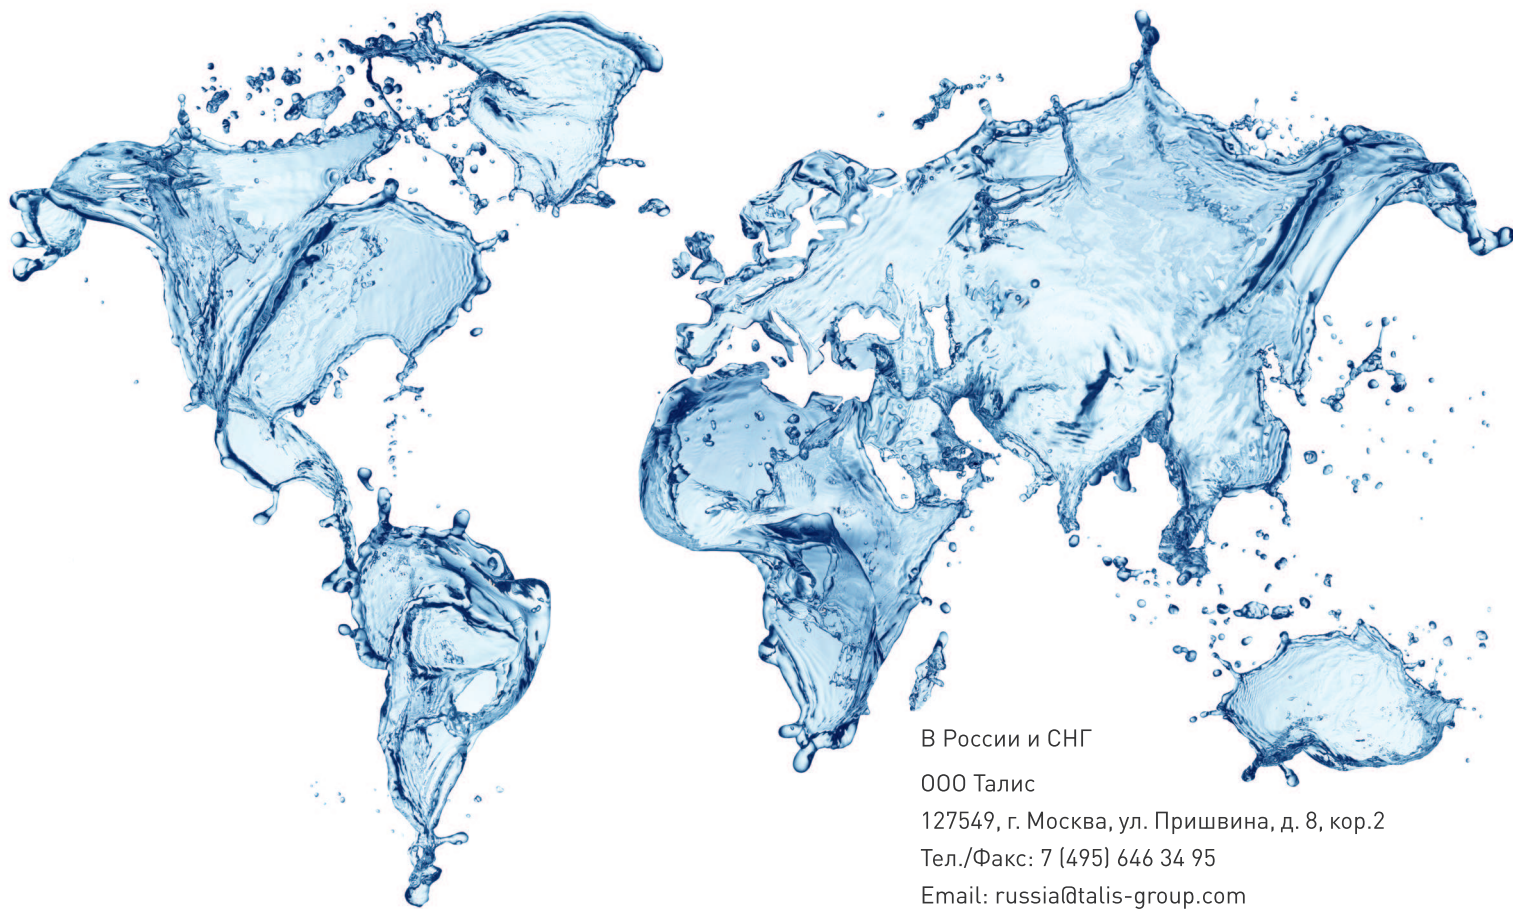 В России и СНГ
ООО Талис
127549, г. Москва, ул. Пришвина, д. 8, кор.2
Тел./Факс: 7 (495) 646 34 95
Email: russia@talis-group.com